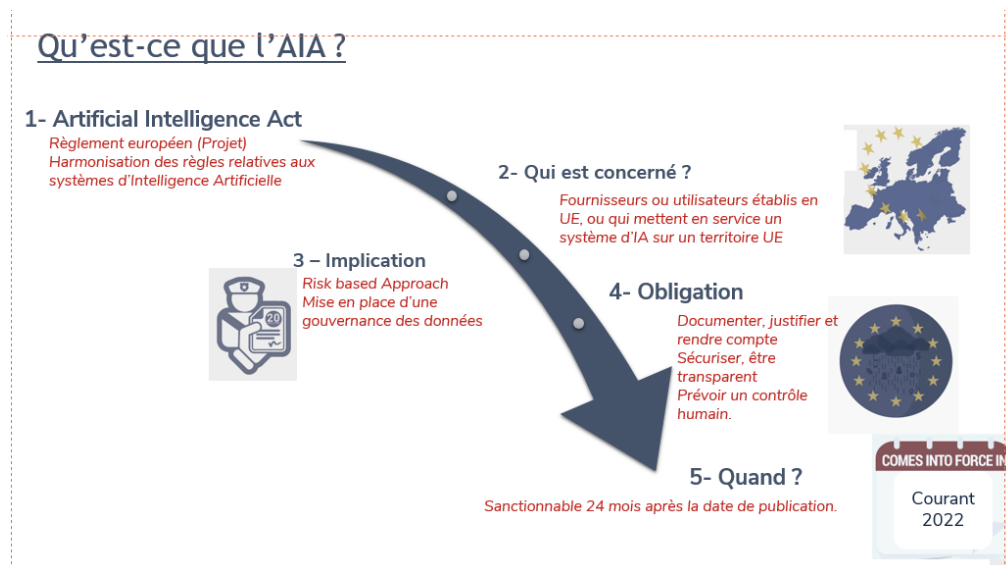 Qu’est-ce que l’AIA ?
1- Artificial Intelligence Act
Règlement européen (Projet)
Harmonisation des règles relatives aux
systèmes d’Intelligence Artificielle
2- Qui est concerné ?
Fournisseurs ou utilisateurs établis en
UE, ou qui mettent en service un
système d’IA sur un territoire UE
3 – Implication
Risk based Approach
Mise en place d’une
gouvernance des données
20
4- Obligation
Documenter, justifier et
rendre compte
Sécuriser, être
transparent
Prévoir un contrôle
humain.
5- Quand ?
Sanctionnable 24 mois après la date de publication.
COMES INTO FORCE IN
Courant
2022